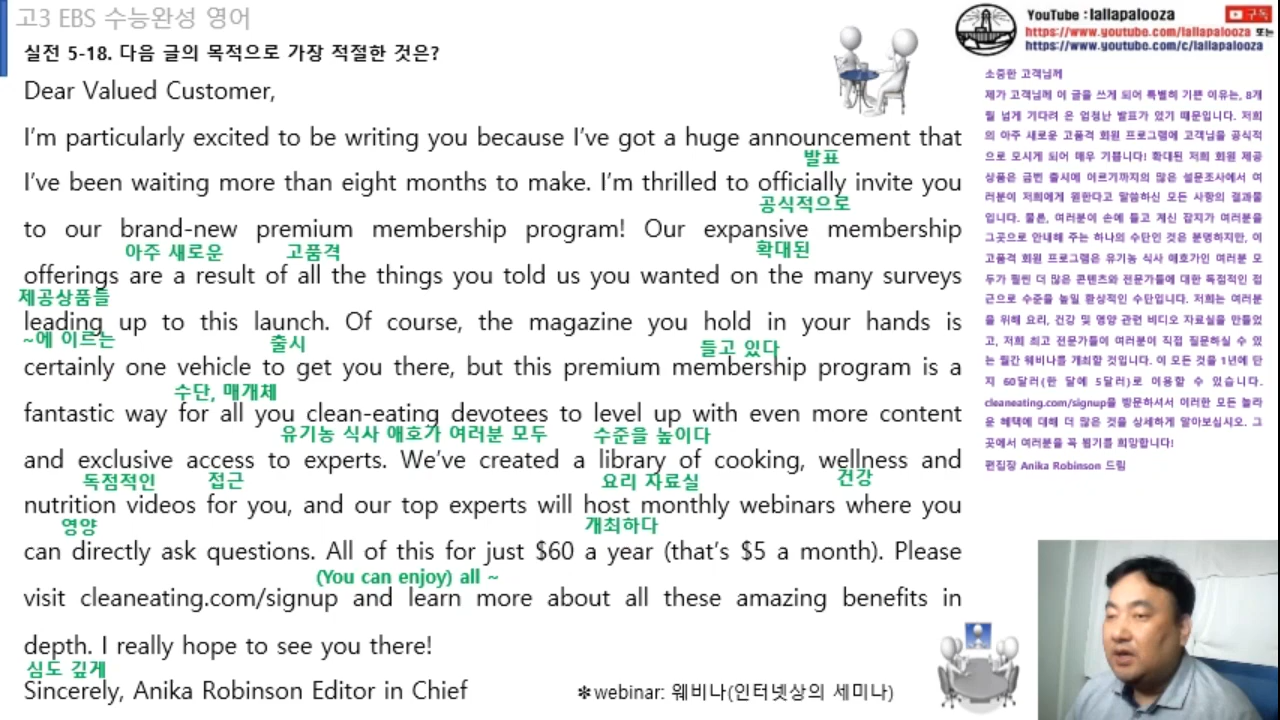 고3 EBS 수능완성 영어
실전 5-18. 다음 글의 목적으로 가장 적절한 것은?
Dear Valued Customer,
I'm particularly excited to be writing you because I've got a huge announcement that
발표
I've been waiting more than eight months to make. I'm thrilled to officially invite you
공식적으로
to our brand-new premium membership program! Our expansive membership
아주 새로운 고품격 확대된
offerings are a result of all the things you told us you wanted on the many surveys
제공상품들
leading up to this launch. Of course, the magazine you hold in your hands is
~에 이르는 출시 들고 있다
certainly one vehicle to get you there, but this premium membership program is a
수단, 매개체
fantastic way for all you clean-eating devotees to level up with even more content
유기농 식사 애호가 여러분 모두 수준을 높이다
and exclusive access to experts. We've created a library of cooking, wellness and
독점적인 접근 요리 자료실 건강
nutrition videos for you, and our top experts will host monthly webinars where you
영양 개최하다
can directly ask questions. All of this for just $60 a year (that's $5 a month). Please
(You can enjoy) all ~
visit cleaneating.com/signup and learn more about all these amazing benefits in
depth. I really hope to see you there!
심도 깊게
Sincerely, Anika Robinson Editor in Chief
✻webinar: 웨비나(인터넷상의 세미나)
YouTube : lallapalooza 구독
https://www.youtube.com/lallapalooza 또는
https://www.youtube.com/c/lallapalooza
소중한 고객님께
제가 고객님께 이 글을 쓰게 되어 특별히 기쁜 이유는, 8개
월 넘게 기다려 온 엄청난 발표가 있기 때문입니다. 저희
의 아주 새로운 고품격 회원 프로그램에 고객님을 공식적
으로 모시게 되어 매우 기쁩니다! 확대된 저희 회원 제공
상품은 금번 출시에 이르기까지의 많은 설문조사에서 여
러분이 저희에게 원한다고 말씀하신 모든 사항의 결과물
입니다. 물론, 여러분이 손에 들고 계신 잡지가 여러분을
그곳으로 안내해 주는 하나의 수단인 것은 분명하지만, 이
고품격 회원 프로그램은 유기농 식사 애호가인 여러분 모
두가 훨씬 더 많은 콘텐츠와 전문가들에 대한 독점적인 접
근으로 수준을 높일 환상적인 수단입니다. 저희는 여러분
을 위해 요리, 건강 및 영양 관련 비디오 자료실을 만들었
고, 저희 최고 전문가들이 여러분이 직접 질문하실 수 있
는 월간 웨비나를 개최할 것입니다. 이 모든 것을 1년에 단
지 60달러(한 달에 5달러)로 이용할 수 있습니다.
cleaneating.com/signup을 방문하셔서 이러한 모든 놀라
운 혜택에 대해 더 많은 것을 상세하게 알아보십시오. 그
곳에서 여러분을 꼭 뵙기를 희망합니다!
편집장 Anika Robinson 드림